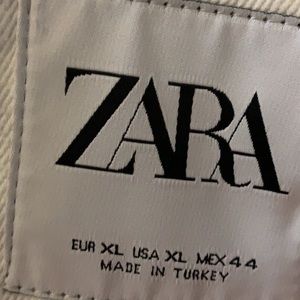 ZARA
EUR XL USA XL MEX 44
MADE IN TURKEY